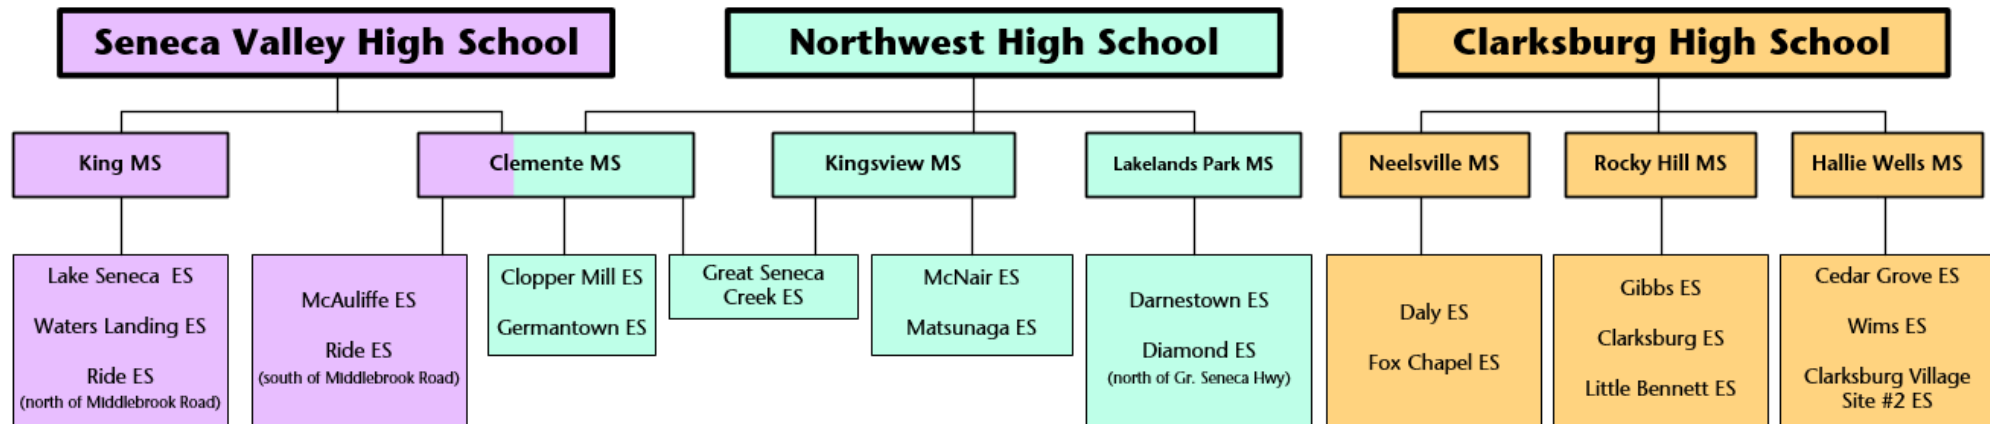 Seneca Valley High School
Northwest High School
Clarksburg High School
King MS
Clemente MS
Kingsview MS
Lakelands Park MS
Neelsville MS
Rocky Hill MS
Hallie Wells MS
Lake Seneca ES
Waters Landing ES
Ride ES
(north of Middlebrook Road)
McAuliffe ES
Ride ES
(south of Middlebrook Road)
Clopper Mill ES
Germantown ES
Great Seneca
Creek ES
McNair ES
Matsunaga ES
Darnestown ES
Diamond ES
(north of Gr. Seneca Hwy)
Daly ES
Fox Chapel ES
Gibbs ES
Clarksburg ES
Little Bennett ES
Cedar Grove ES
Wims ES
Clarksburg Village
Site #2 ES